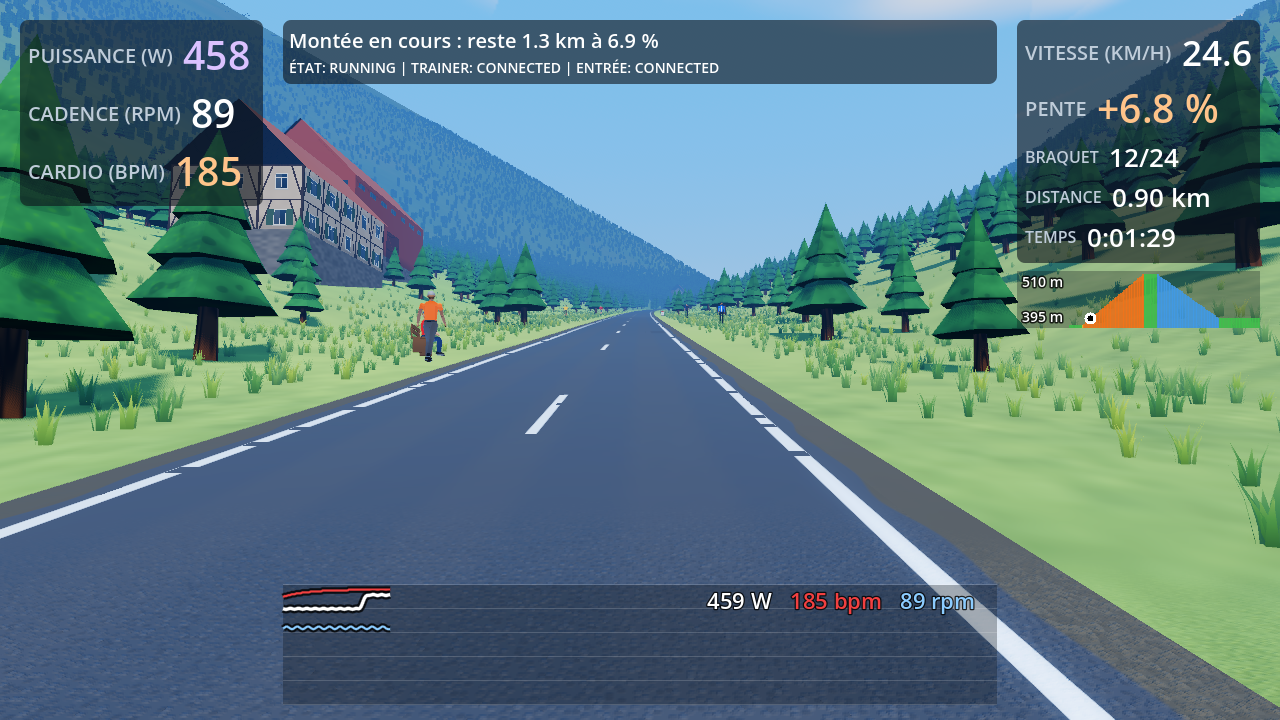 PUISSANCE (W) 458
CADENCE (RPM) 89
CARDIO (BPM) 185
Montée en cours : reste 1.3 km à 6.9 %
ÉTAT: RUNNING | TRAINER: CONNECTED | ENTRÉE: CONNECTED
VITESSE (KM/H) 24.6
PENTE +6.8 %
BRAQUET 12/24
DISTANCE 0.90 km
TEMPS 0:01:29
510 m
395 m
459 W 185 bpm 89 rpm